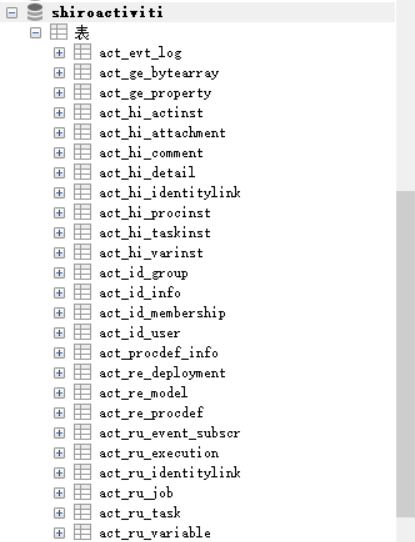 shiroactiviti
表
act_evt_log
act_ge_bytearray
act_ge_property
act_hi_actinst
act_hi_attachment
act_hi_comment
act_hi_detail
act_hi_identitylink
act_hi_procinst
act_hi_taskinst
act_hi_varinst
act_id_group
act_id_info
act_id_membership
act_id_user
act_procdef_info
act_re_deployment
act_re_model
act_re_procdef
act_ru_event_subscr
act_ru_execution
act_ru_identitylink
act_ru_job
act_ru_task
act_ru_variable